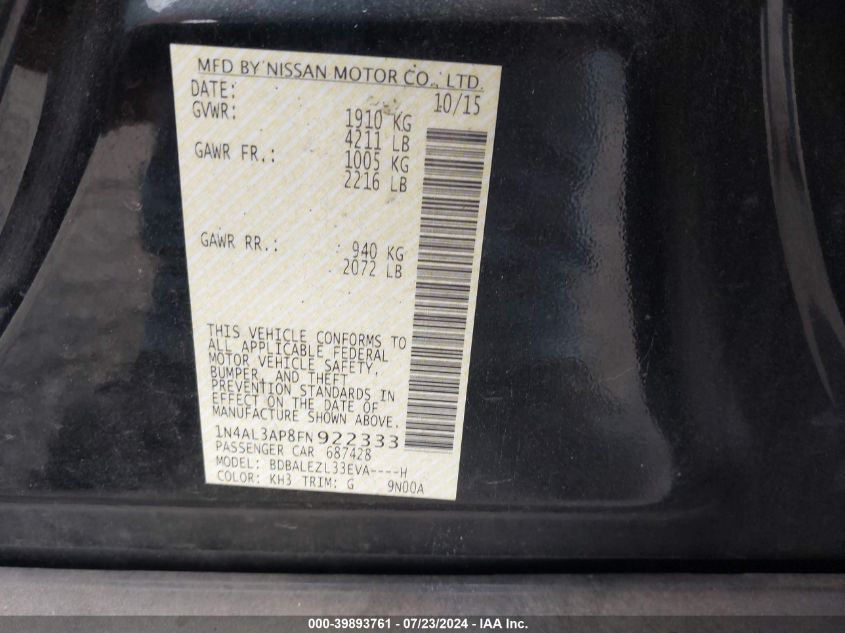 MFD BY NISSAN MOTOR CO., LTD.
DATE: 10/15
GVWR: 1910 KG
4211 LB
GAWR FR.: 1005 KG
2216 LB
GAWR RR.: 940 KG
2072 LB
THIS VEHICLE CONFORMS TO
ALL APPLICABLE FEDERAL
MOTOR VEHICLE SAFETY,
BUMPER, AND THEFT
PREVENTION STANDARDS IN
EFFECT ON THE DATE OF
MANUFACTURE SHOWN ABOVE.
1N4AL3AP8FN922333
PASSENGER CAR 687428
MODEL: BDBALEZL33EVA----H
COLOR: KH3 TRIM: G 9N00A
000-39893761 - 07/23/2024 - IAA Inc.